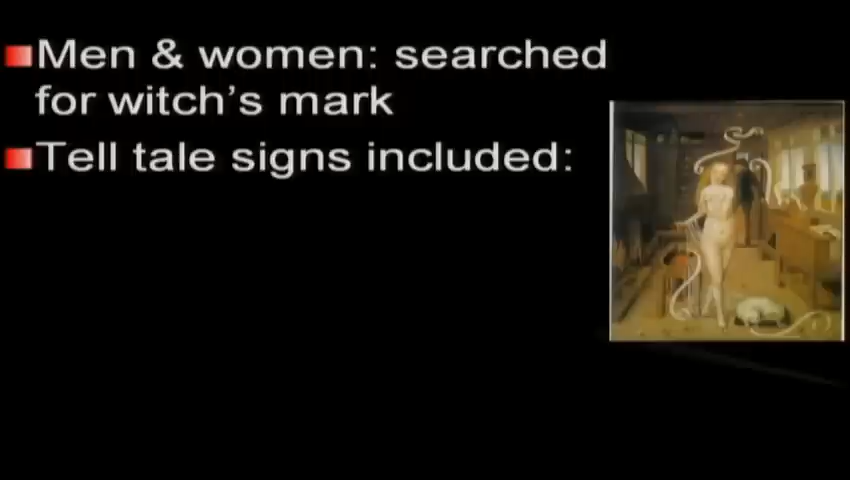 Men & women: searched
for witch's mark
Tell tale signs included: